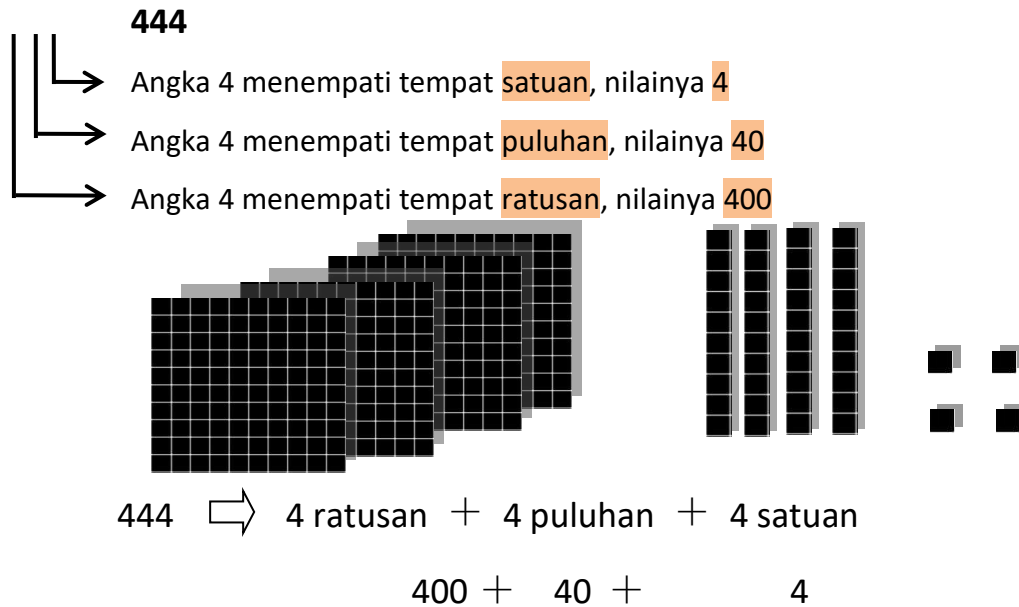 444
Angka 4 menempati tempat satuan, nilainya 4
Angka 4 menempati tempat puluhan, nilainya 40
Angka 4 menempati tempat ratusan, nilainya 400
444 4 ratusan + 4 puluhan + 4 satuan
400 + 40 + 4